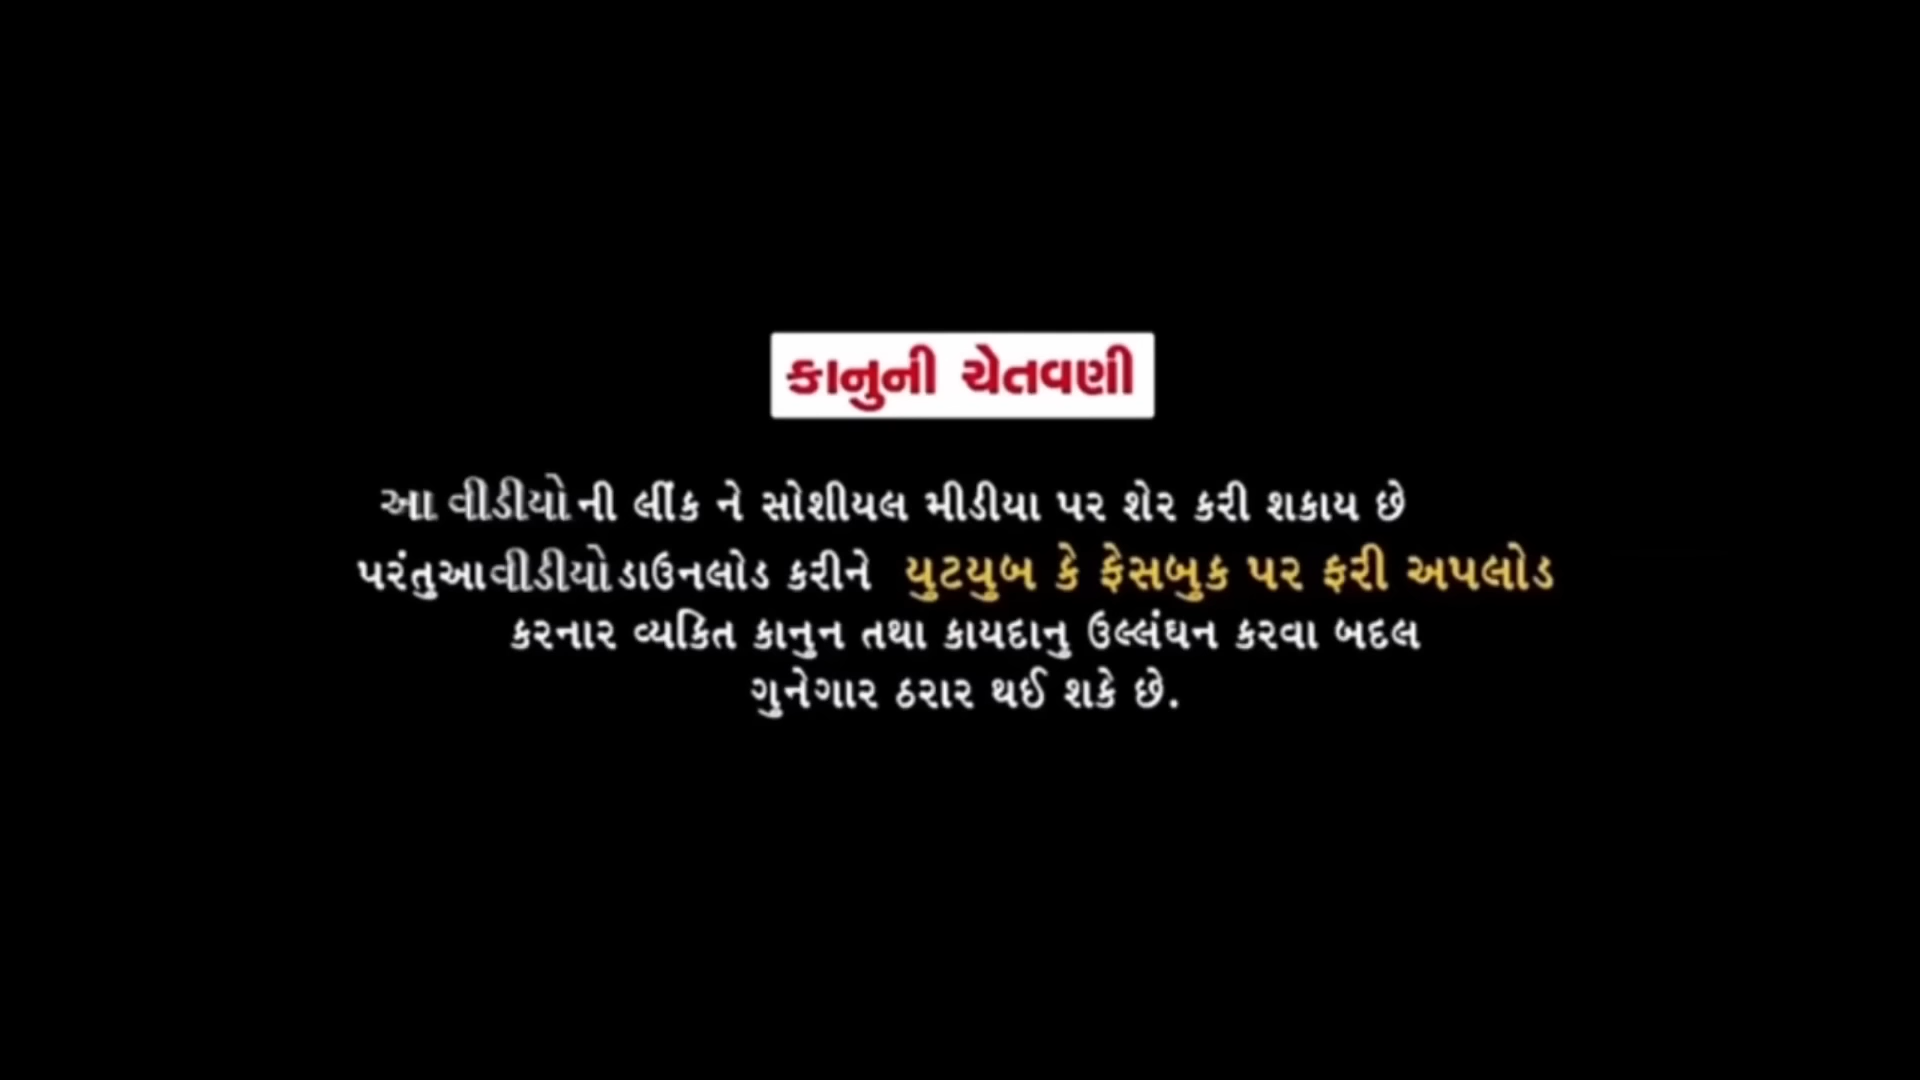 કાનુની ચેતવણી
આ વીડીયો ની લીંક ને સોશીયલ મીડીયા પર શેર કરી શકાય છે
પરંતુઆવીડીયો ડાઉનલોડ કરીને યુટયુબ કે ફેસબુક પર ફરી અપલોડ
કરનાર વ્યકિત કાનુન તથા કાયદાનુ ઉલ્લંઘન કરવા બદલ
ગુનેગાર ઠરાર થઈ શકે છે.